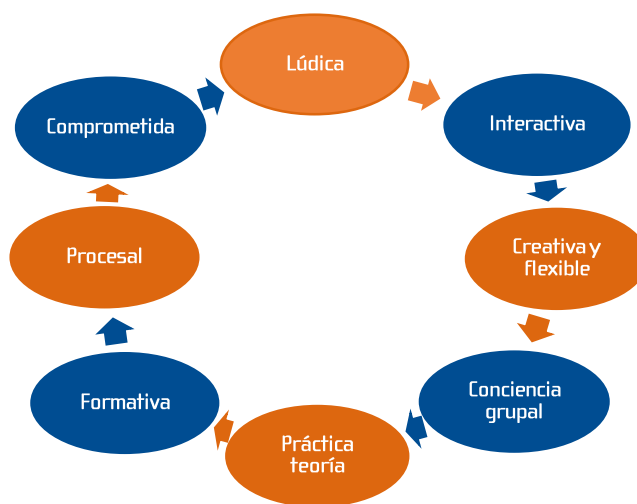 Lúdica
Interactiva
Creativa y
flexible
Conciencia
grupal
Práctica
teoría
Formativa
Procesal
Comprometida